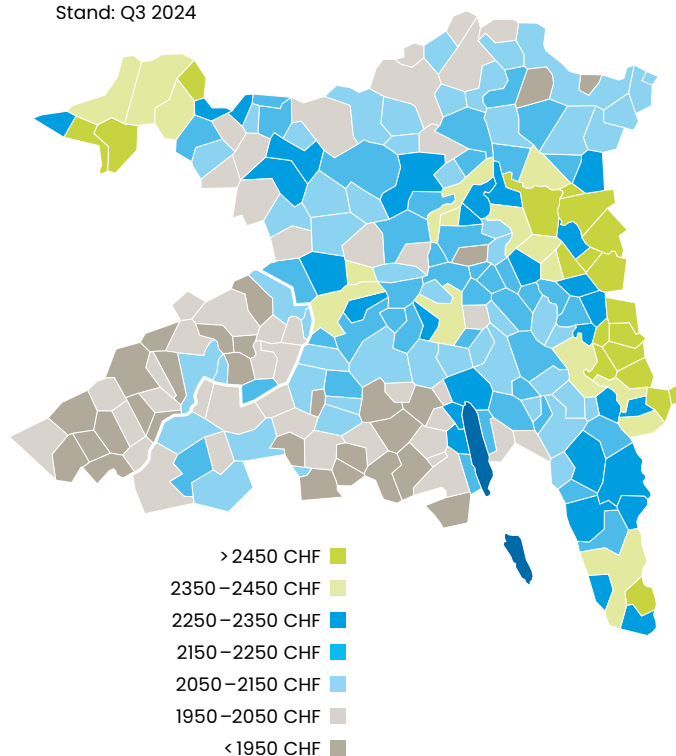 Stand: Q3 2024
> 2450 CHF
2350–2450 CHF
2250–2350 CHF
2150–2250 CHF
2050–2150 CHF
1950–2050 CHF
< 1950 CHF